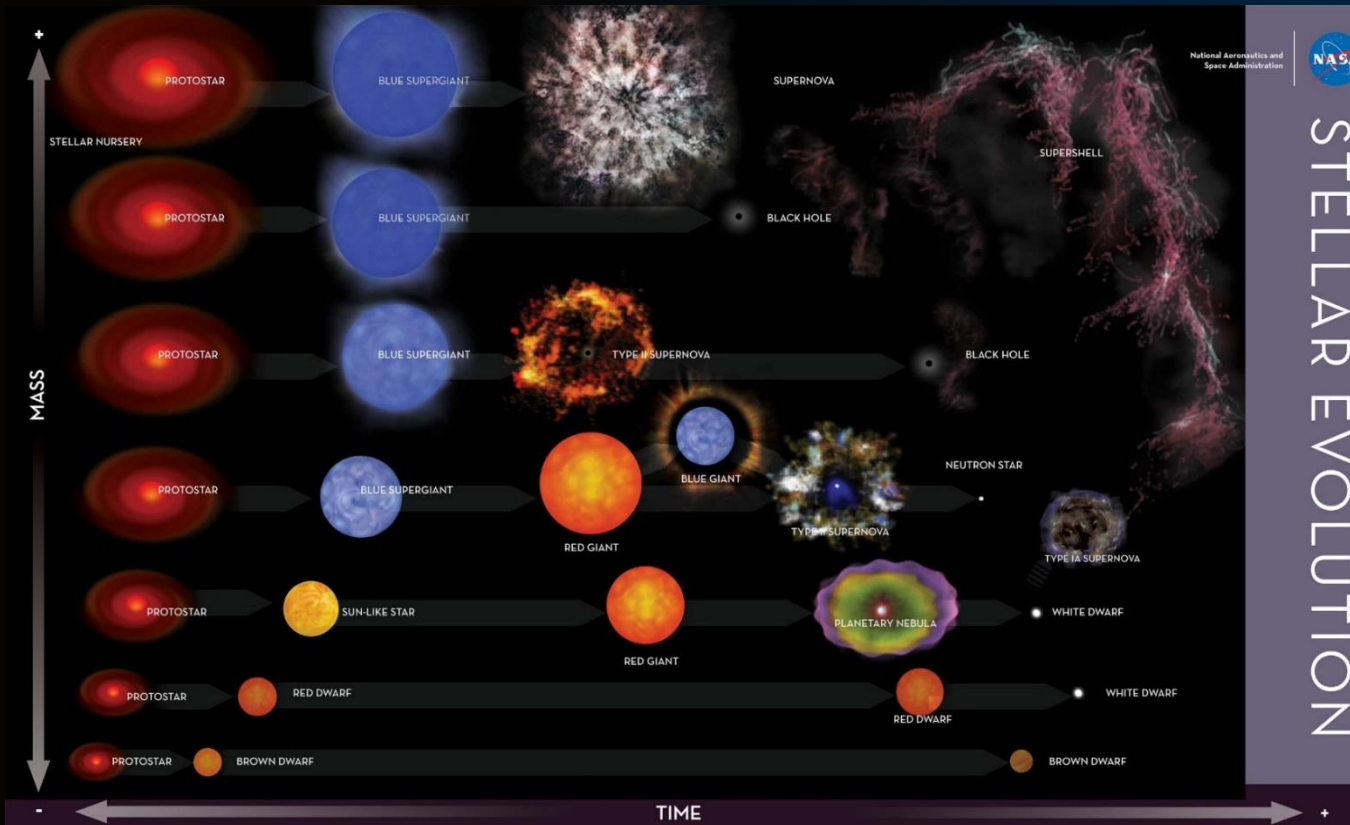 +
National Aeronautics and
Space Administration
NASA
STELLAR EVOLUTION
PROTOSTAR
BLUE SUPERGIANT
SUPERNOVA
STELLAR NURSERY
SUPERSHELL
PROTOSTAR
BLUE SUPERGIANT
BLACK HOLE
PROTOSTAR
BLUE SUPERGIANT
TYPE II SUPERNOVA
BLACK HOLE
MASS
PROTOSTAR
BLUE SUPERGIANT
RED GIANT
BLUE GIANT
TYPE II SUPERNOVA
NEUTRON STAR
TYPE IA SUPERNOVA
PROTOSTAR
SUN-LIKE STAR
RED GIANT
PLANETARY NEBULA
WHITE DWARF
PROTOSTAR
RED DWARF
RED DWARF
WHITE DWARF
PROTOSTAR
BROWN DWARF
BROWN DWARF
-
TIME
+